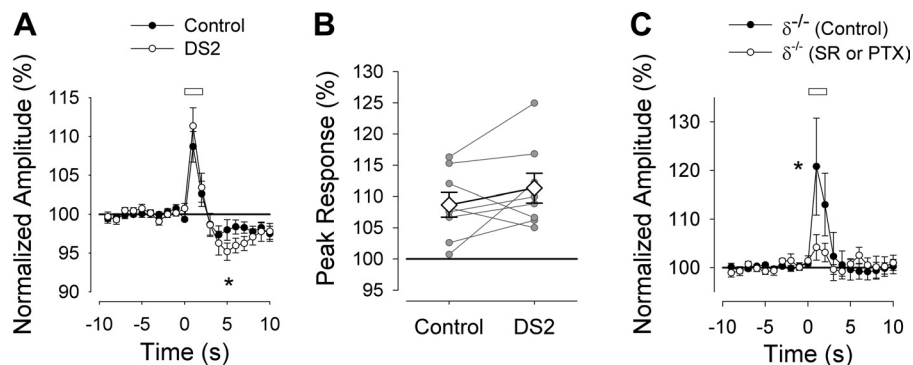 A
Control
DS2
Normalized Amplitude (%)
115
110
105
100
95
90
-10
-5
0
5
10
*
Time (s)
B
Peak Response (%)
130
125
120
115
110
105
100
95
Control
DS2
C
δ-/- (Control)
δ-/- (SR or PTX)
Normalized Amplitude (%)
130
120
110
100
*
-10
-5
0
5
10
Time (s)